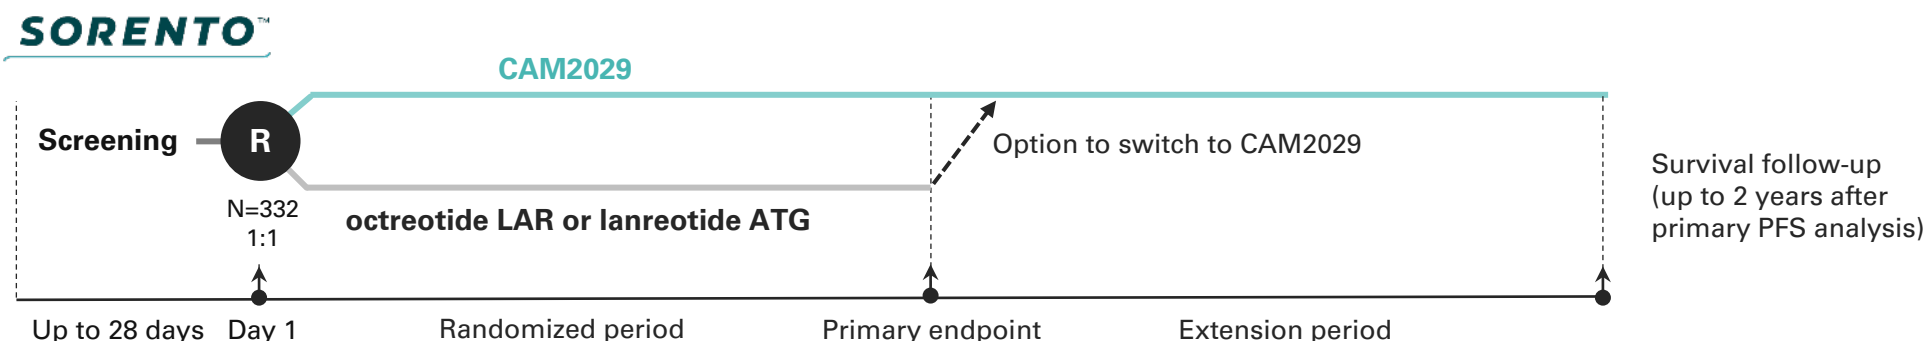 SORENTO™
CAM2029
Screening
R
Option to switch to CAM2029
N=332
1:1
octreotide LAR or lanreotide ATG
Survival follow-up
(up to 2 years after
primary PFS analysis)
Up to 28 days
Day 1
Randomized period
Primary endpoint
Extension period